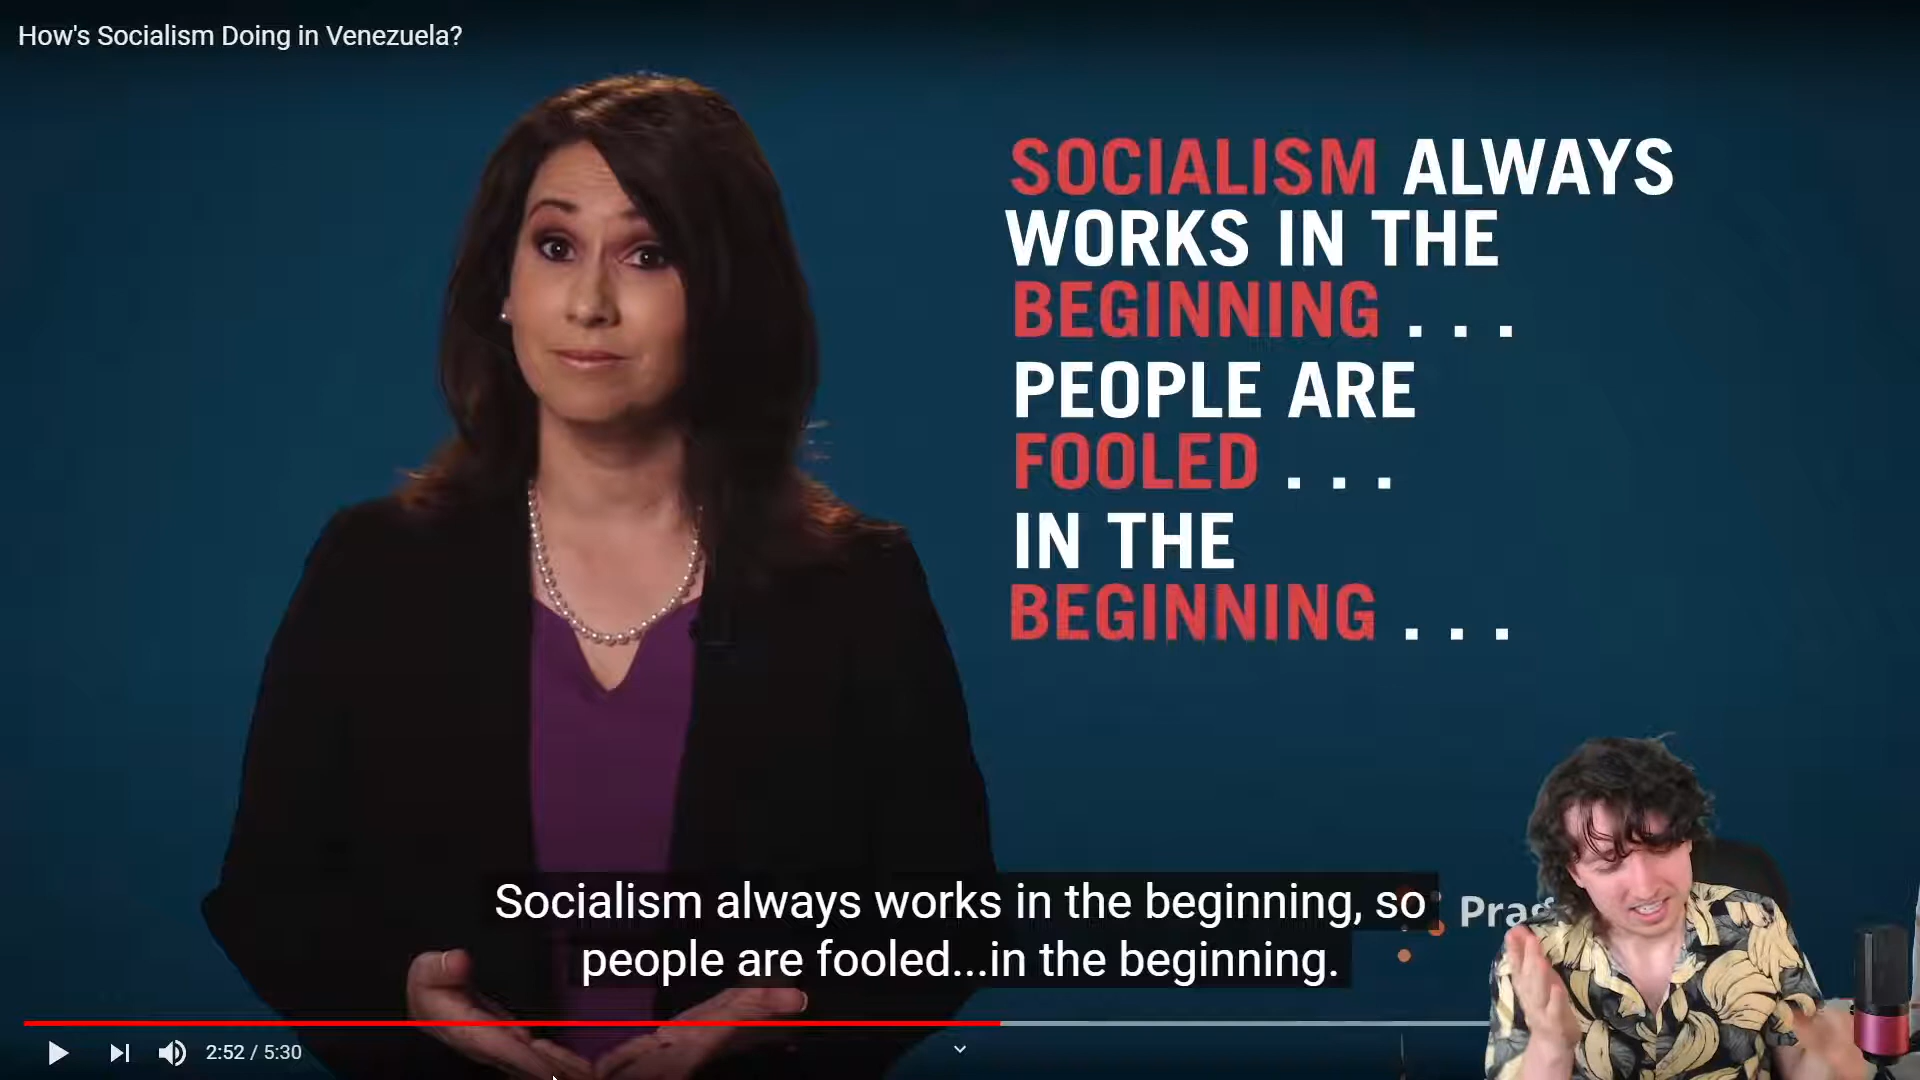 How's Socialism Doing in Venezuela?
SOCIALISM ALWAYS
WORKS IN THE
BEGINNING . . .
PEOPLE ARE
FOOLED . . .
IN THE
BEGINNING . . .
Socialism always works in the beginning, so
people are fooled...in the beginning.
2:52 / 5:30